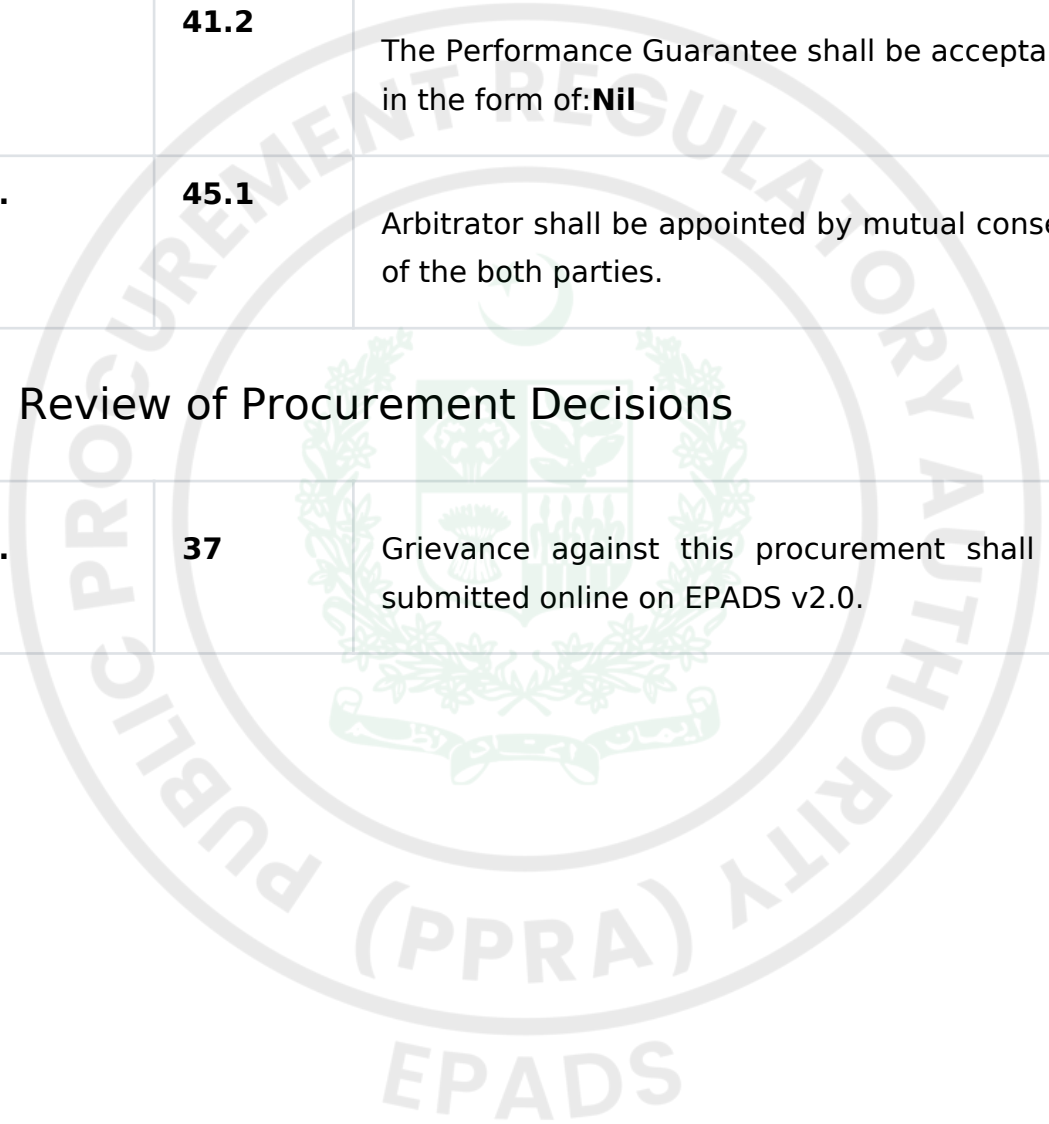 41.2
The Performance Guarantee shall be accepta
in the form of:Nil
. 45.1
Arbitrator shall be appointed by mutual conse
of the both parties.
Review of Procurement Decisions
. 37 Grievance against this procurement shall
submitted online on EPADS v2.0.
PUBLIC PROCUREMENT REGULATORY AUTHORITY
(PPRA)
EPADS